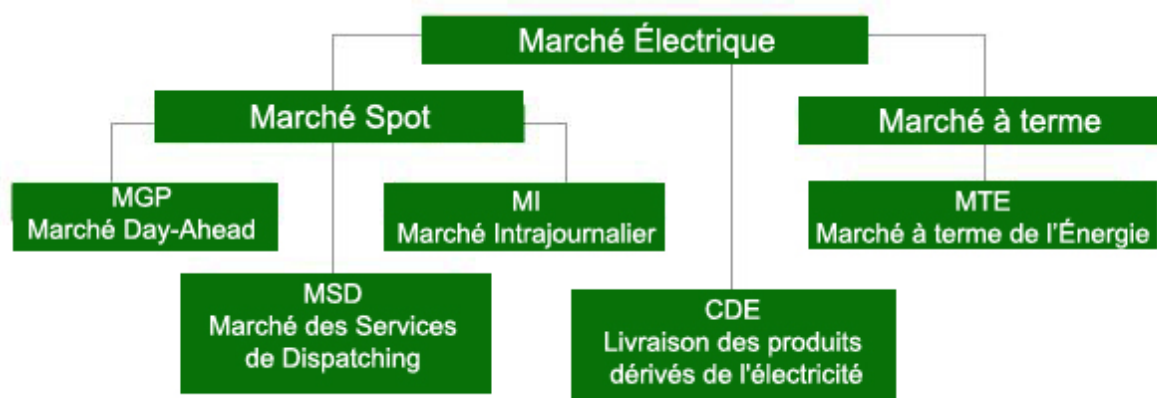 Marché Électrique
Marché Spot
Marché à terme
MGP
Marché Day-Ahead
MI
Marché Intrajournalier
MTE
Marché à terme de l'Énergie
MSD
Marché des Services
de Dispatching
CDE
Livraison des produits
dérivés de l'électricité